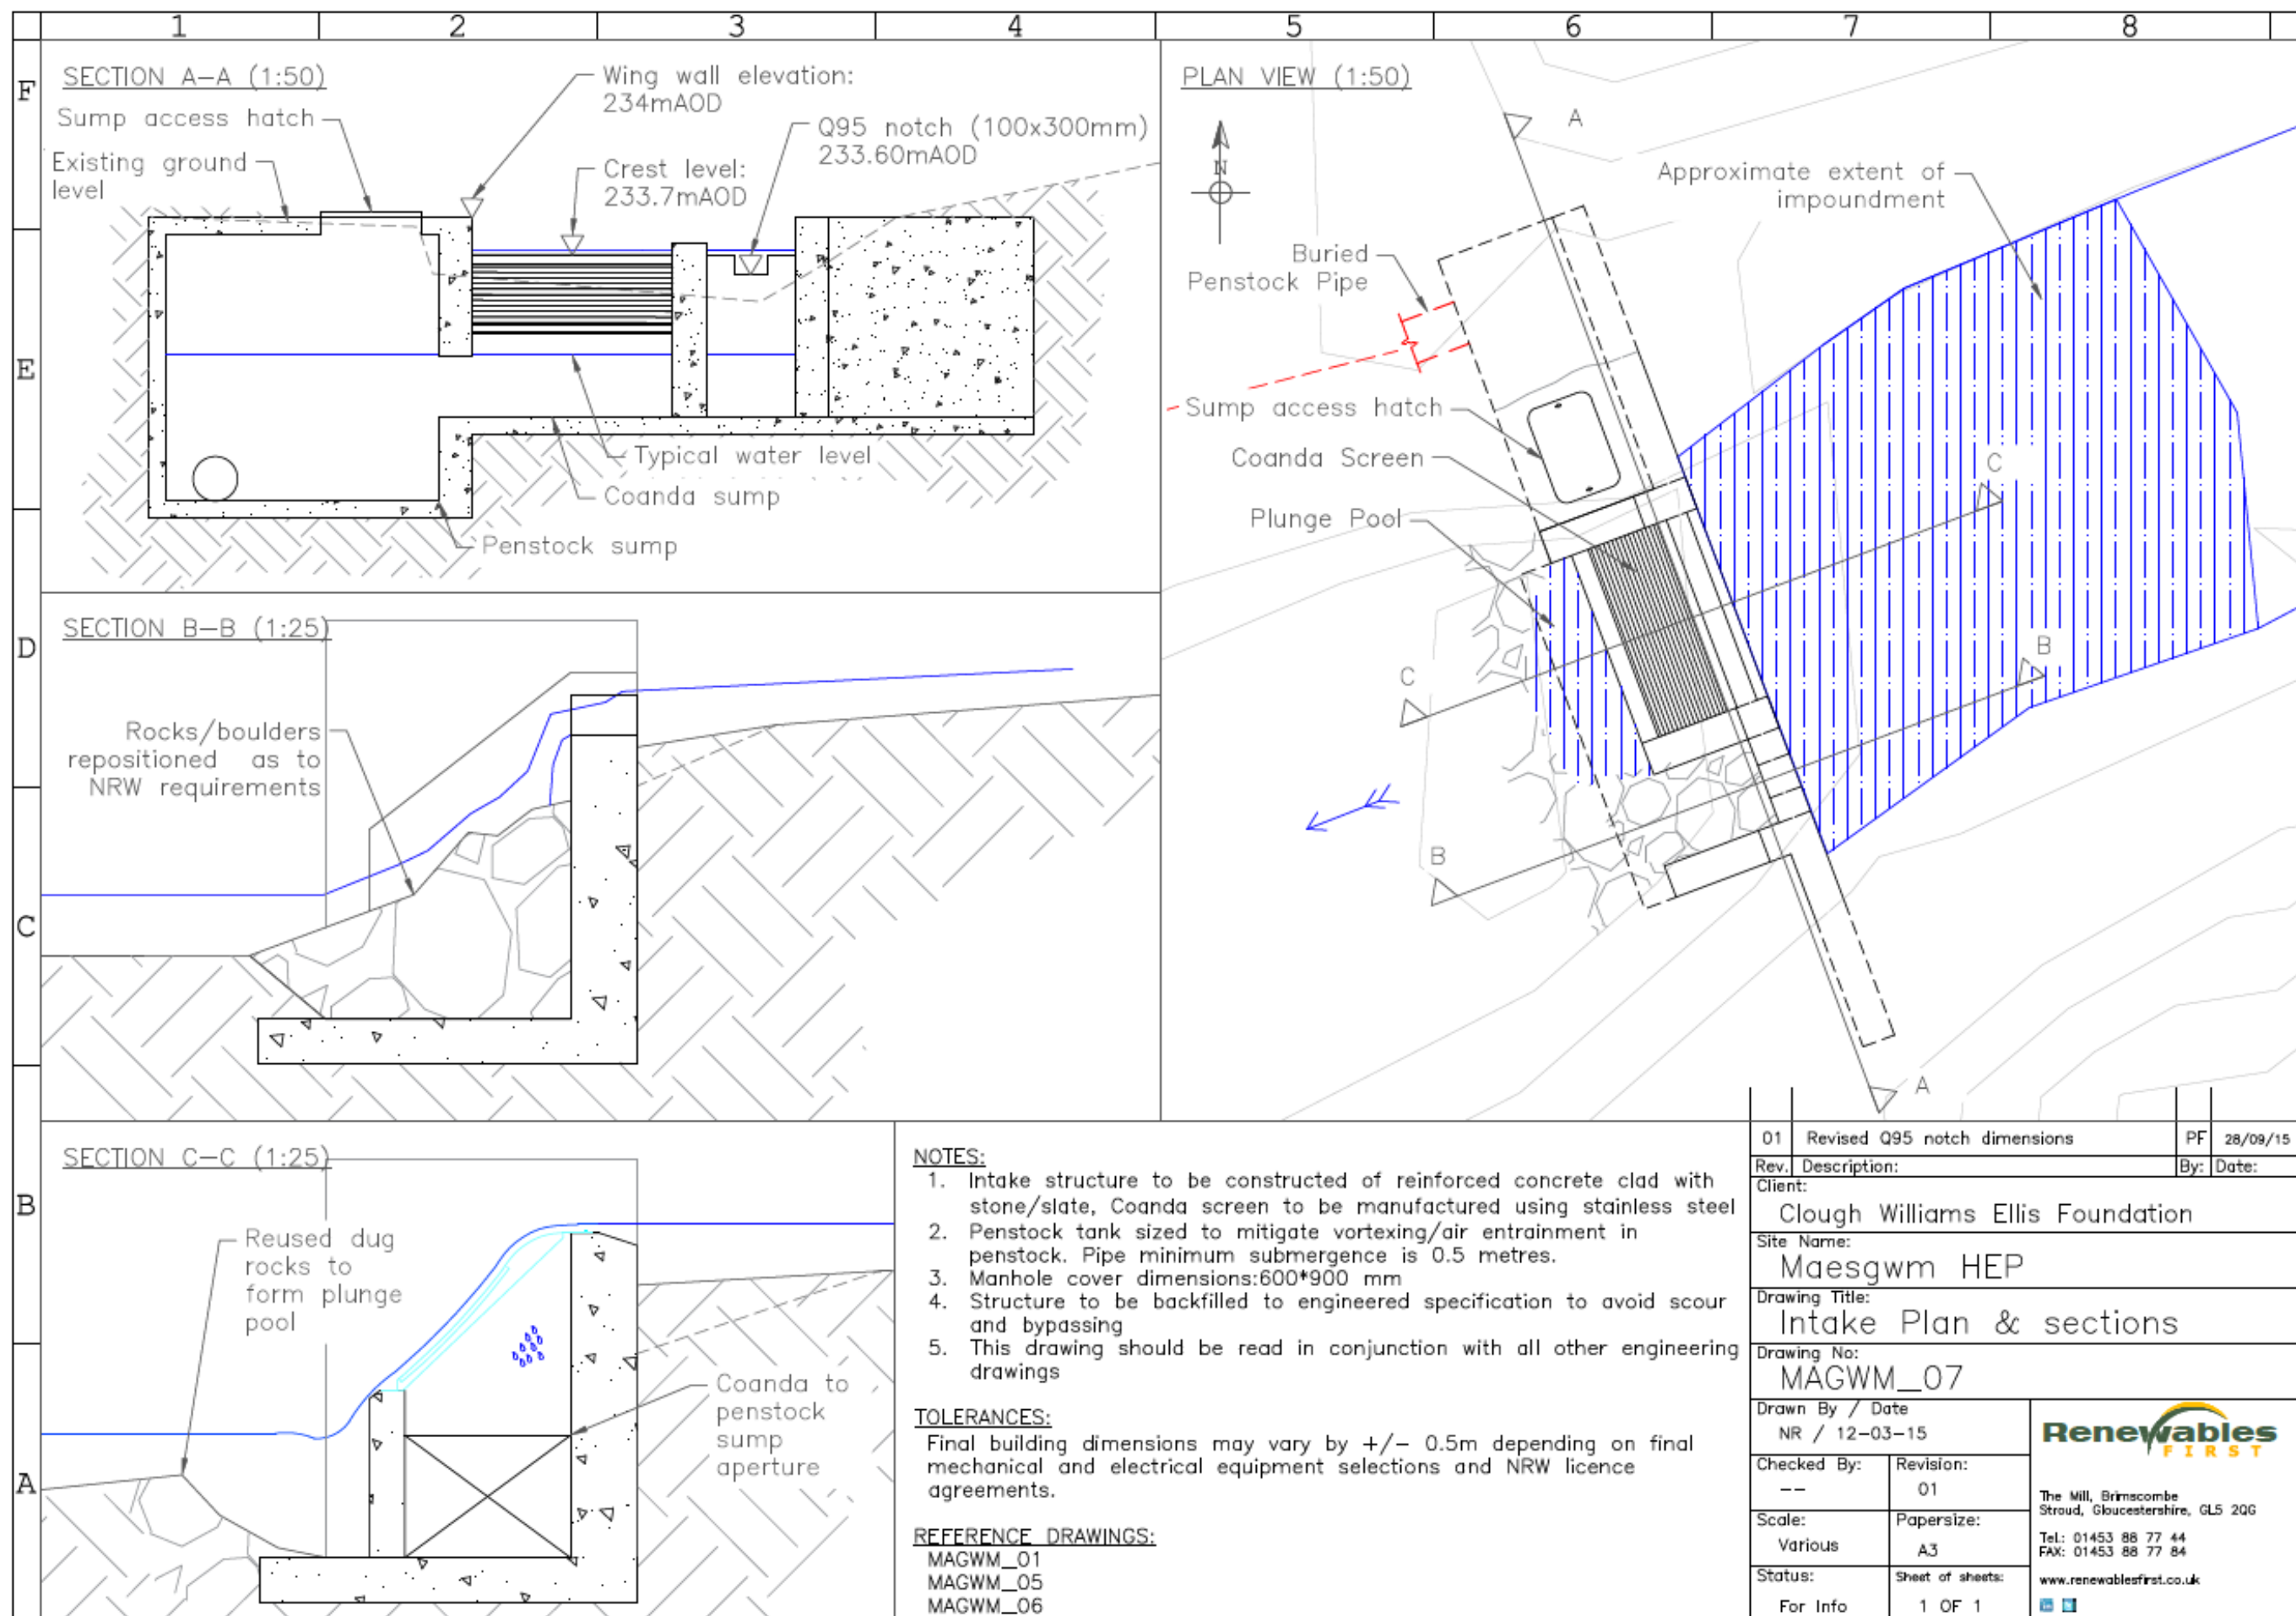 1 2 3 4 5 6 7 8
F
E
D
C
B
A
SECTION A-A (1:50)
Sump access hatch
Existing ground
level
Wing wall elevation:
234mAOD
Crest level:
233.7mAOD
Q95 notch (100x300mm)
233.60mAOD
Typical water level
Coanda sump
Penstock sump
PLAN VIEW (1:50)
N
A
Approximate extent of
impoundment
Buried
Penstock Pipe
Sump access hatch
Coanda Screen
Plunge Pool
C
B
C
B
A
SECTION B-B (1:25)
Rocks/boulders
repositioned as to
NRW requirements
SECTION C-C (1:25)
Reused dug
rocks to
form plunge
pool
Coanda to
penstock
sump
aperture
NOTES:
1. Intake structure to be constructed of reinforced concrete clad with
stone/slate, Coanda screen to be manufactured using stainless steel
2. Penstock tank sized to mitigate vortexing/air entrainment in
penstock. Pipe minimum submergence is 0.5 metres.
3. Manhole cover dimensions:600*900 mm
4. Structure to be backfilled to engineered specification to avoid scour
and bypassing
5. This drawing should be read in conjunction with all other engineering
drawings
TOLERANCES:
Final building dimensions may vary by +/- 0.5m depending on final
mechanical and electrical equipment selections and NRW licence
agreements.
REFERENCE DRAWINGS:
MAGWM_01
MAGWM_05
MAGWM_06
01 Revised Q95 notch dimensions PF 28/09/15
Rev. Description: By: Date:
Client:
Clough Williams Ellis Foundation
Site Name:
Maesgwm HEP
Drawing Title:
Intake Plan & sections
Drawing No:
MAGWM_07
Drawn By / Date
NR / 12-03-15
Checked By: Revision:
-- 01
Scale: Papersize:
Various A3
Status: Sheet of sheets:
For Info 1 OF 1
Renewables
FIRST
The Mill, Brimscombe
Stroud, Gloucestershire, GL5 2QG
Tel.: 01453 88 77 44
FAX: 01453 88 77 84
www.renewablesfirst.co.uk